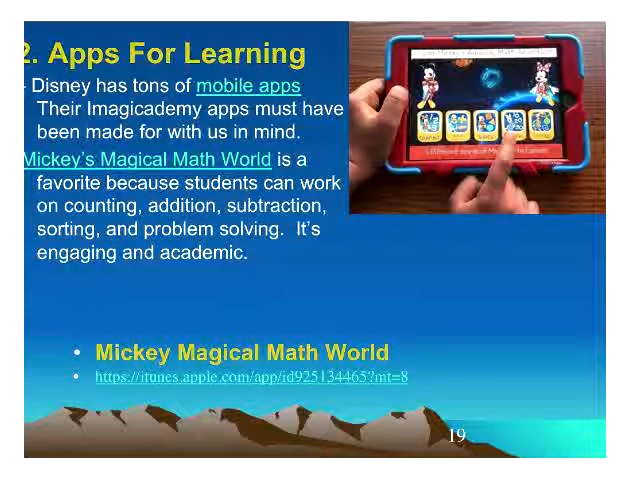 2. Apps For Learning
- Disney has tons of mobile apps
Their Imagicademy apps must have
been made for with us in mind.
Mickey's Magical Math World is a
favorite because students can work
on counting, addition, subtraction,
sorting, and problem solving. It's
engaging and academic.
• Mickey Magical Math World
• https://itunes.apple.com/app/id925134465?mt=8
19